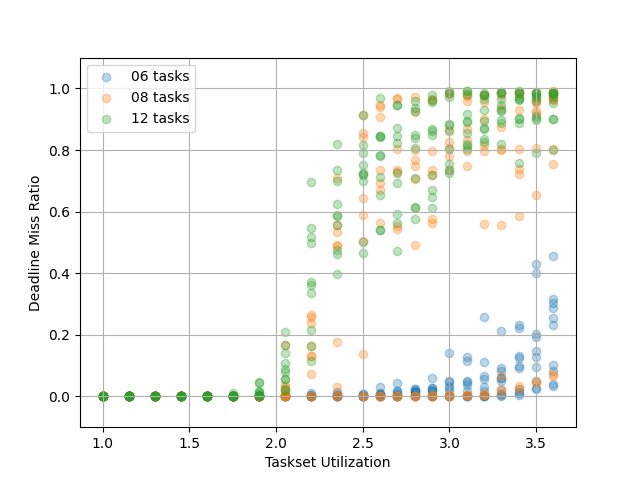 06 tasks
08 tasks
12 tasks
1.0
0.8
0.6
0.4
0.2
0.0
Deadline Miss Ratio
1.0 1.5 2.0 2.5 3.0 3.5
Taskset Utilization